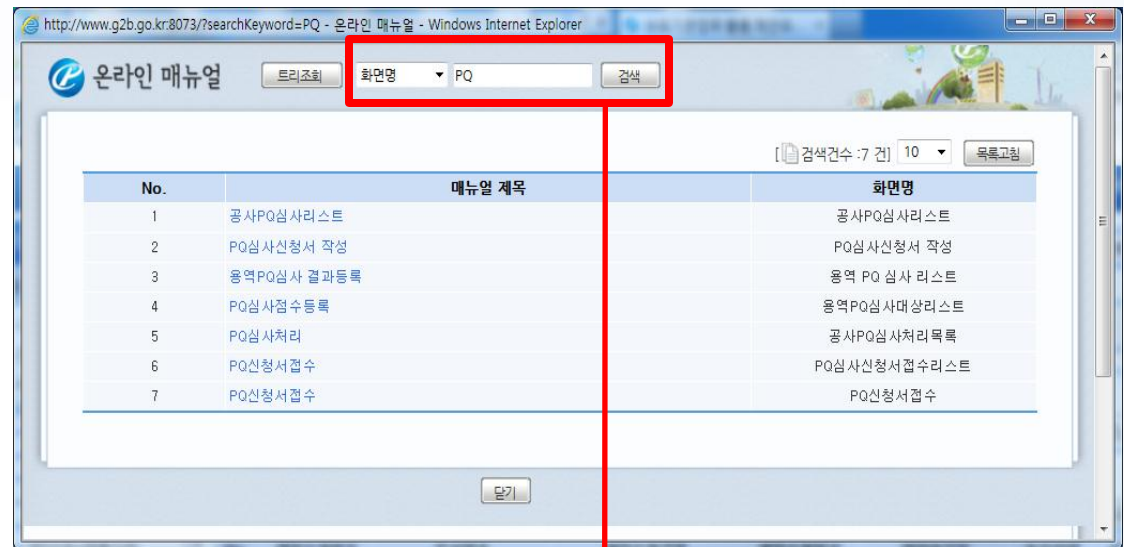 http://www.g2b.go.kr:8073/?searchKeyword=PQ - 온라인 매뉴얼 - Windows Internet Explorer
온라인 매뉴얼 트리조회 화면명 PQ 검색
[검색건수 :7 건] 10 목록고침
No. 매뉴얼 제목 화면명
1 공사PQ심사리스트 공사PQ심사리스트
2 PQ심사신청서 작성 PQ심사신청서 작성
3 용역PQ심사 결과등록 용역 PQ 심사 리스트
4 PQ심사점수등록 용역PQ심사대상리스트
5 PQ심사처리 공사PQ심사처리목록
6 PQ신청서접수 PQ심사신청서접수리스트
7 PQ신청서접수 PQ신청서접수
닫기